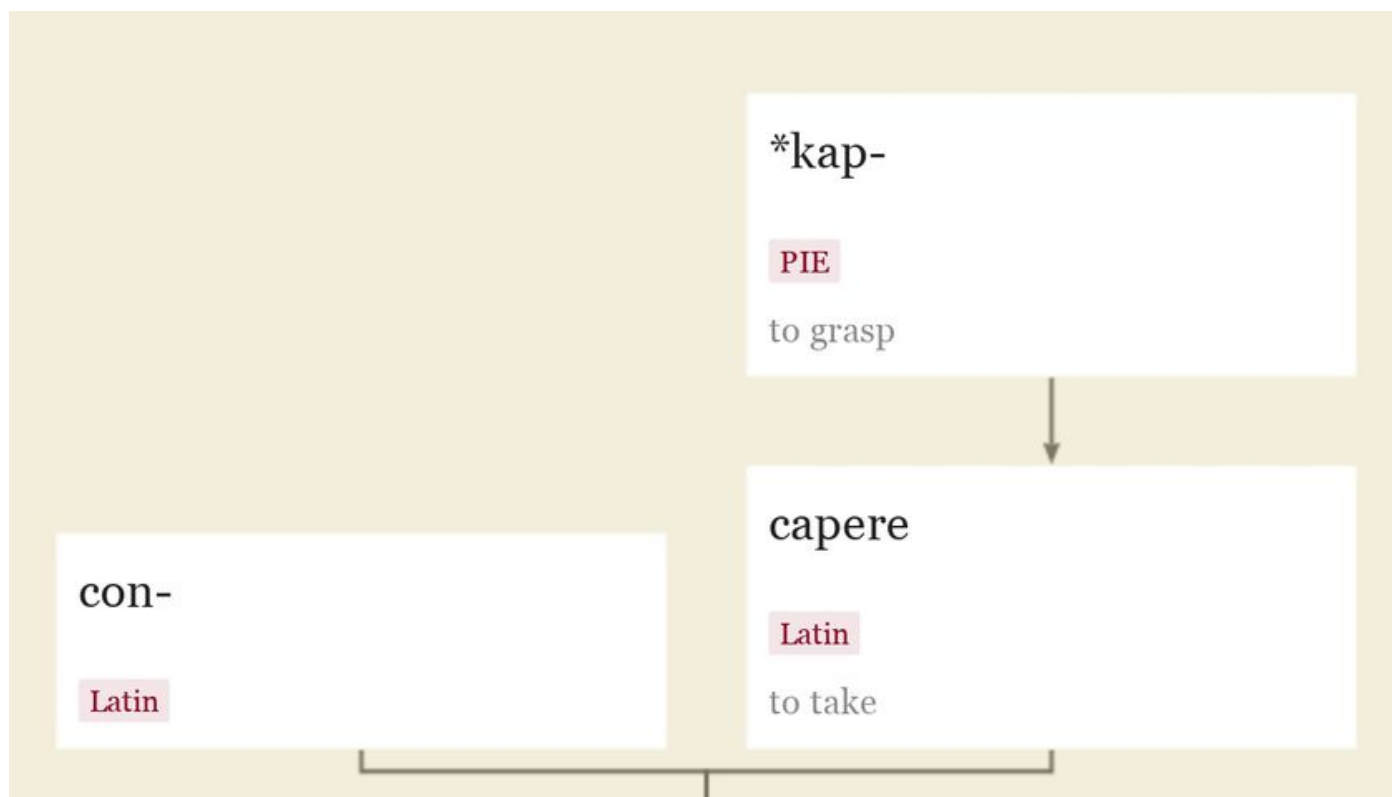 *kap-
PIE
to grasp
capere
Latin
to take
con-
Latin